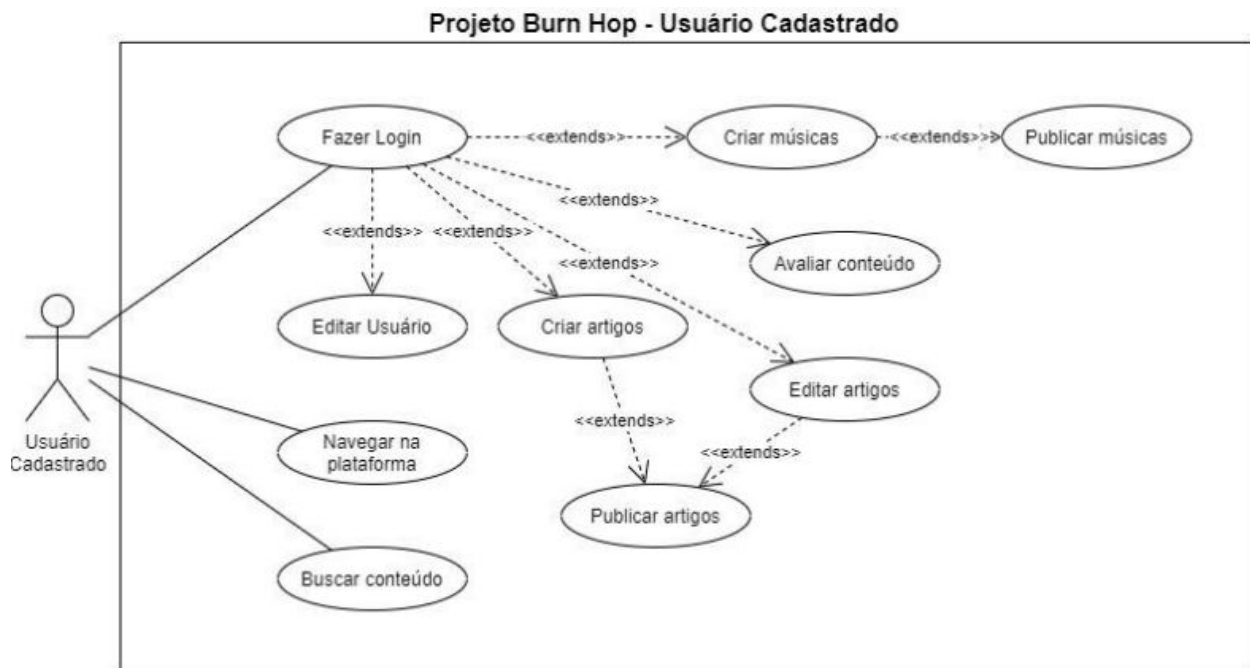 Projeto Burn Hop - Usuário Cadastrado
Fazer Login
<<extends>>
Criar músicas
<<extends>>
Publicar músicas
<<extends>>
<<extends>>
<<extends>>
<<extends>>
Avaliar conteúdo
Editar Usuário
Criar artigos
Editar artigos
Usuário
Cadastrado
Navegar na
plataforma
<<extends>>
<<extends>>
Publicar artigos
Buscar conteúdo